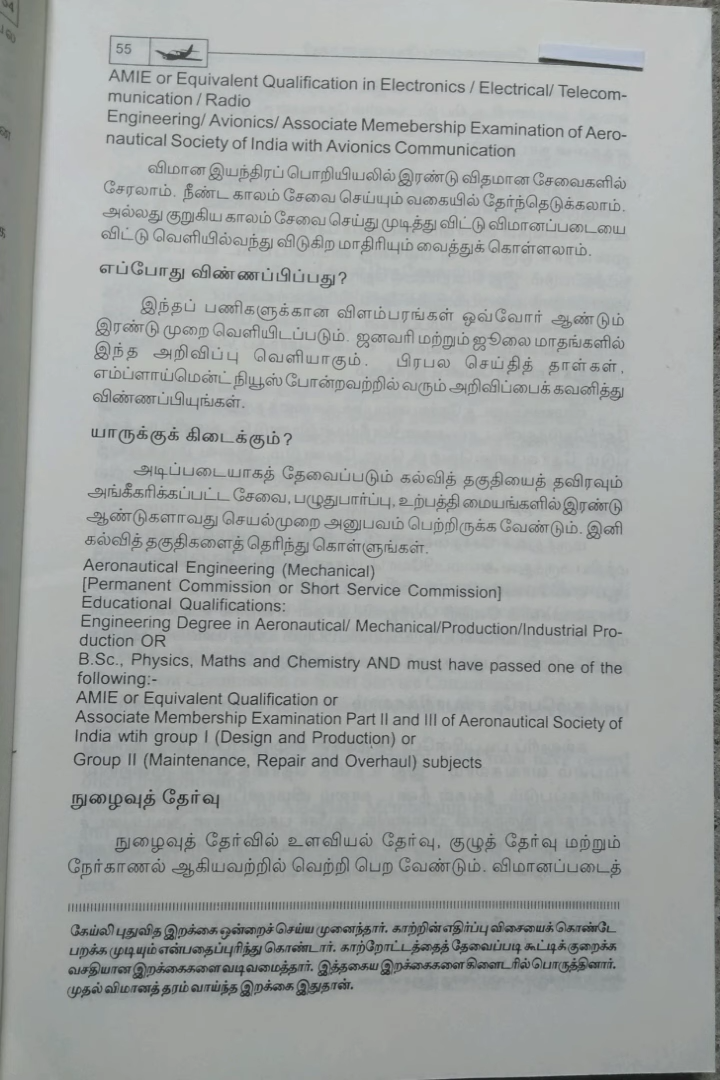 55
AMIE or Equivalent Qualification in Electronics / Electrical/ Telecom-
munication / Radio
Engineering/ Avionics/ Associate Memebership Examination of Aero-
nautical Society of India with Avionics Communication
விமான இயந்திரப் பொறியியலில் இரண்டு விதமான சேவைகளில்
சேரலாம். நீண்ட காலம் சேவை செய்யும் வகையில் தேர்ந்தெடுக்கலாம்.
அல்லது குறுகிய காலம் சேவை செய்து முடித்து விட்டு விமானப்படையை
விட்டு வெளியில்வந்து விடுகிற மாதிரியும் வைத்துக் கொள்ளலாம்.
எப்போது விண்ணப்பிப்பது?
இந்தப் பணிகளுக்கான விளம்பரங்கள் ஒவ்வோர் ஆண்டும்
இரண்டு முறை வெளியிடப்படும். ஜனவரி மற்றும் ஜூலை மாதங்களில்
இந்த அறிவிப்பு வெளியாகும். பிரபல செய்தித் தாள்கள்,
எம்ப்ளாய்மென்ட் நியூஸ் போன்றவற்றில் வரும் அறிவிப்பைக் கவனித்து
விண்ணப்பியுங்கள்.
யாருக்குக் கிடைக்கும்?
அடிப்படையாகத் தேவைப்படும் கல்வித் தகுதியைத் தவிரவும்
அங்கீகரிக்கப்பட்ட சேவை, பழுதுபார்ப்பு, உற்பத்தி மையங்களில் இரண்டு
ஆண்டுகளாவது செயல்முறை அனுபவம் பெற்றிருக்க வேண்டும். இனி
கல்வித் தகுதிகளைத் தெரிந்து கொள்ளுங்கள்.
Aeronautical Engineering (Mechanical)
[Permanent Commission or Short Service Commission]
Educational Qualifications:
Engineering Degree in Aeronautical/ Mechanical/Production/Industrial Pro-
duction OR
B.Sc., Physics, Maths and Chemistry AND must have passed one of the
following:-
AMIE or Equivalent Qualification or
Associate Membership Examination Part II and III of Aeronautical Society of
India wtih group I (Design and Production) or
Group II (Maintenance, Repair and Overhaul) subjects
நுழைவுத் தேர்வு
நுழைவுத் தேர்வில் உளவியல் தேர்வு, குழுத் தேர்வு மற்றும்
நேர்காணல் ஆகியவற்றில் வெற்றி பெற வேண்டும். விமானப்படைத்
கேய்லி புதுவித இறக்கை ஒன்றைச் செய்ய முனைந்தார். காற்றின் எதிர்ப்பு விசையைக் கொண்டே
பறக்க முடியும் என்பதைப்புரிந்து கொண்டார். காற்றோட்டத்தைத் தேவைப்படி கூட்டிக் குறைக்க
வசதியான இறக்கைகளை வடிவமைத்தார். இத்தகைய இறக்கைகளை கிளைடரில் பொருத்தினார்.
முதல் விமானத் தரம் வாய்ந்த இறக்கை இதுதான்.